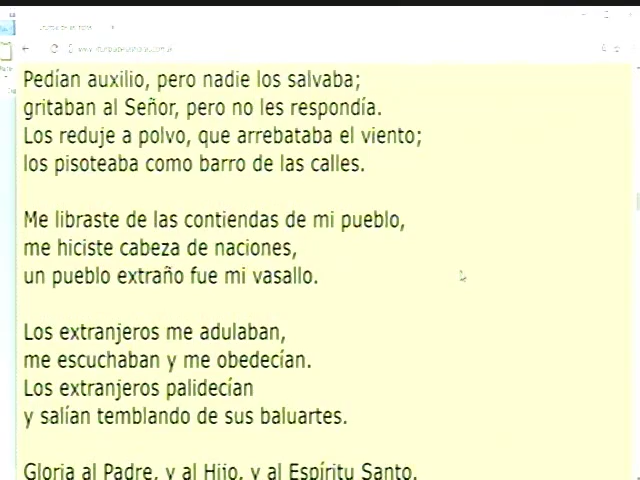 Pedían auxilio, pero nadie los salvaba;
gritaban al Señor, pero no les respondía.
Los reduje a polvo, que arrebataba el viento;
los pisoteaba como barro de las calles.
Me libraste de las contiendas de mi pueblo,
me hiciste cabeza de naciones,
un pueblo extraño fue mi vasallo.
Los extranjeros me adulaban,
me escuchaban y me obedecían.
Los extranjeros palidecían
y salían temblando de sus baluartes.
Gloria al Padre, y al Hijo, y al Espíritu Santo.